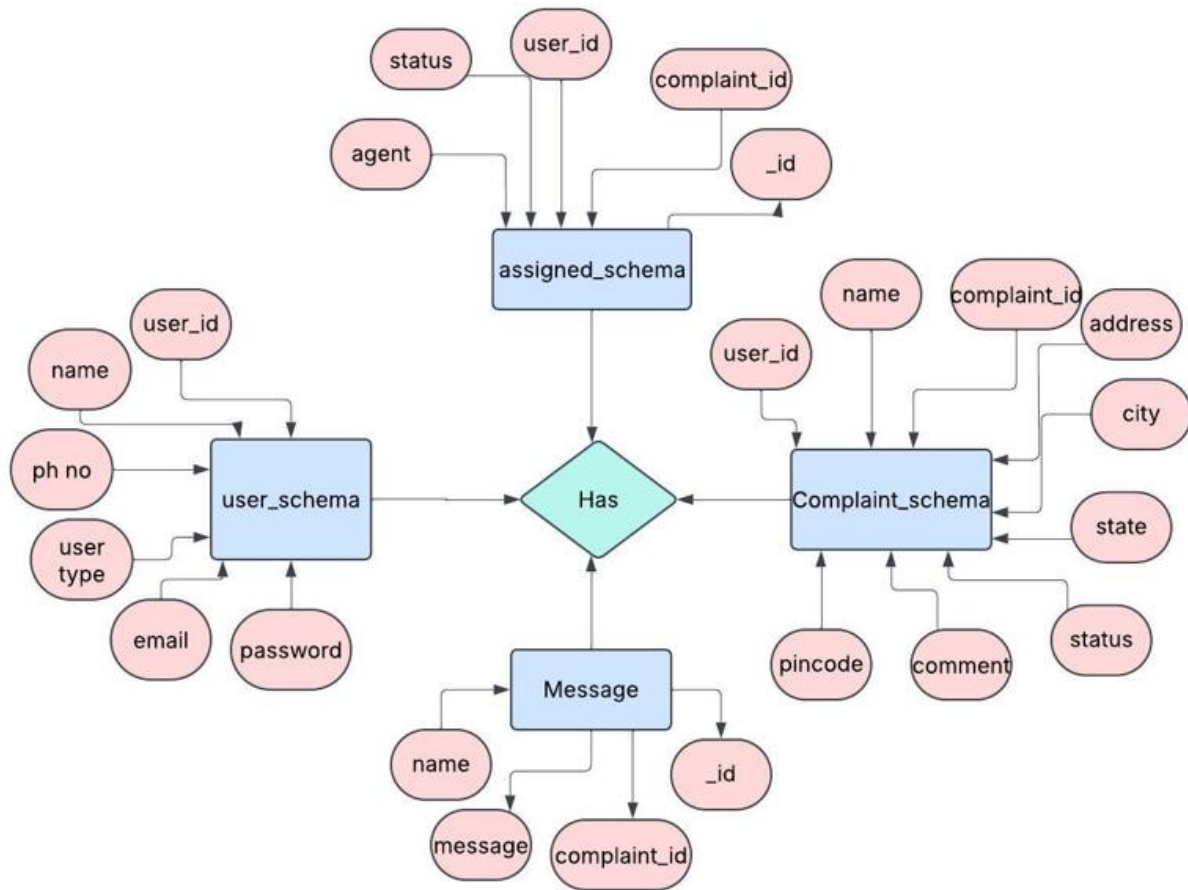 user_id
status
complaint_id
agent
_id
assigned_schema
name
complaint_id
user_id
address
user_id
name
city
ph no
user_schema
Has
Complaint_schema
state
user
type
email
password
pincode
comment
status
Message
name
_id
message
complaint_id